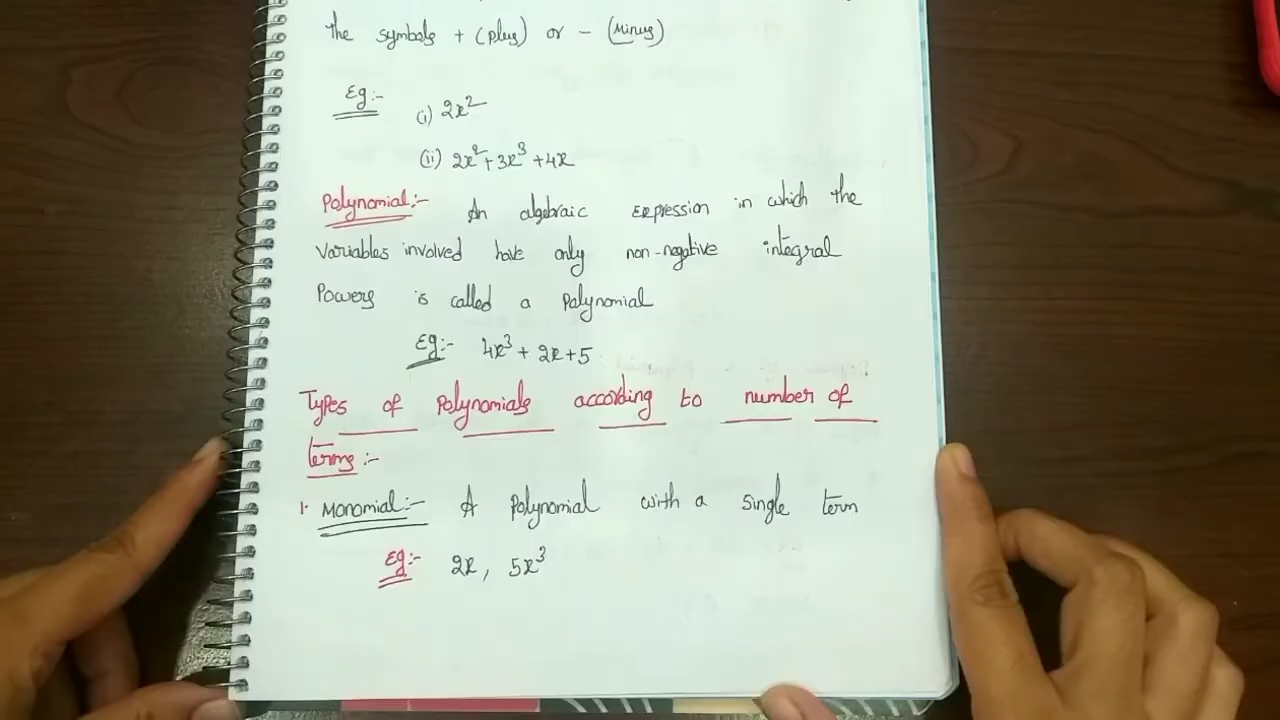 the symbols + (plus) or - (Minus)
Eg:-
(i) 2x²
(ii) 2x²+3x³+4x
Polynomial:- An algebraic expression in which the
variables involved have only non-negative integral
Powers is called a polynomial
Eg:- 4x³ + 2x+5
Types of Polynomials according to number of
terms:-
1. Monomial:- A polynomial with a single term
Eg:- 2x, 5x³